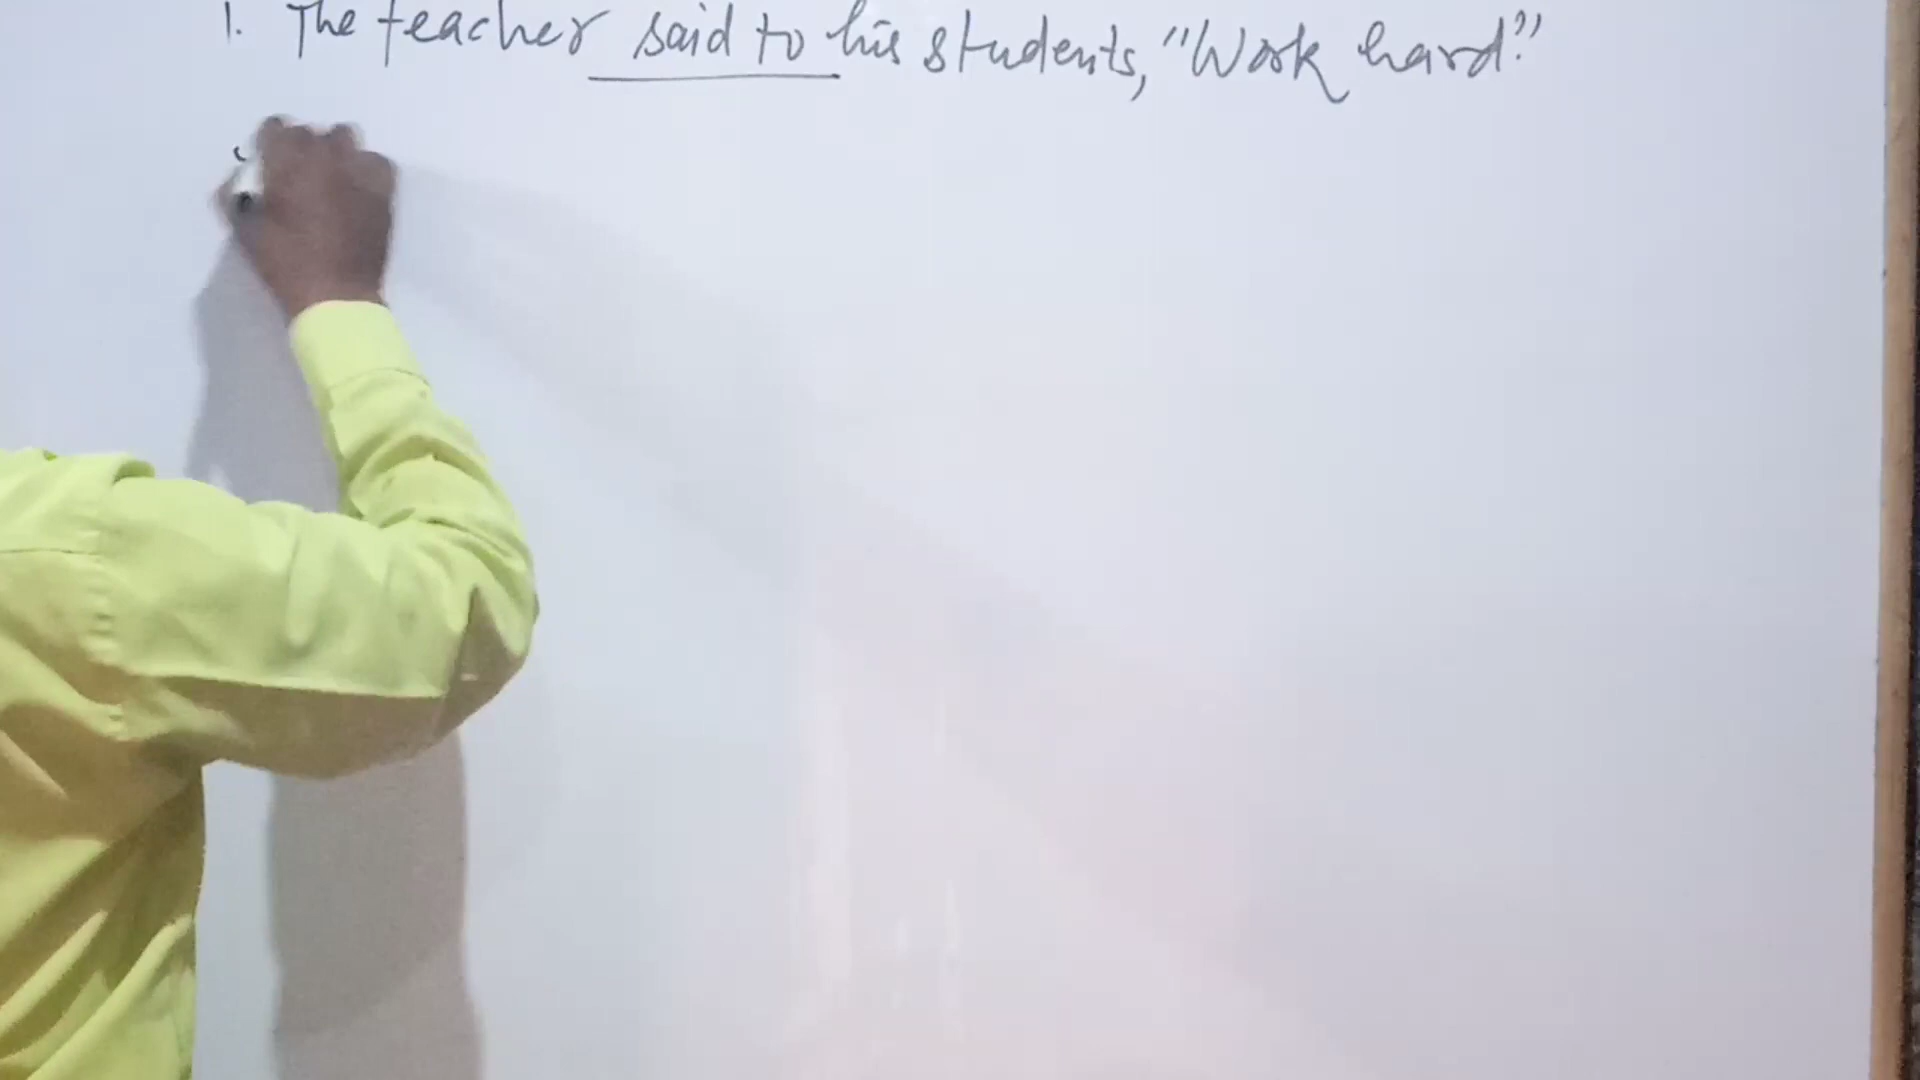 1. The teacher said to his students, "Work hard."